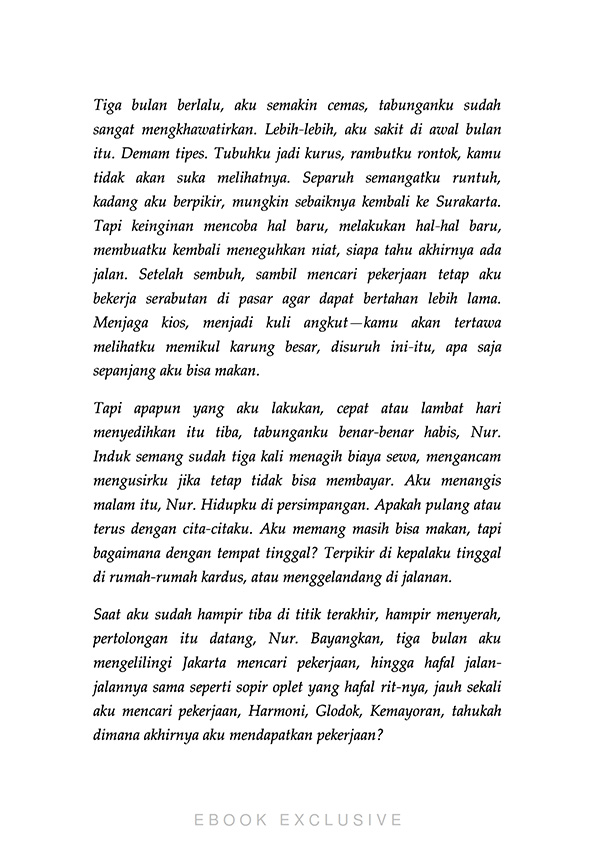 Tiga bulan berlalu, aku semakin cemas, tabunganku sudah
sangat mengkhawatirkan. Lebih-lebih, aku sakit di awal bulan
itu. Demam tipes. Tubuhku jadi kurus, rambutku rontok, kamu
tidak akan suka melihatnya. Separuh semangatku runtuh,
kadang aku berpikir, mungkin sebaiknya kembali ke Surakarta.
Tapi keinginan mencoba hal baru, melakukan hal-hal baru,
membuatku kembali meneguhkan niat, siapa tahu akhirnya ada
jalan. Setelah sembuh, sambil mencari pekerjaan tetap aku
bekerja serabutan di pasar agar dapat bertahan lebih lama.
Menjaga kios, menjadi kuli angkut—kamu akan tertawa
melihatku memikul karung besar, disuruh ini-itu, apa saja
sepanjang aku bisa makan.
Tapi apapun yang aku lakukan, cepat atau lambat hari
menyedihkan itu tiba, tabunganku benar-benar habis, Nur.
Induk semang sudah tiga kali menagih biaya sewa, mengancam
mengusirku jika tetap tidak bisa membayar. Aku menangis
malam itu, Nur. Hidupku di persimpangan. Apakah pulang atau
terus dengan cita-citaku. Aku memang masih bisa makan, tapi
bagaimana dengan tempat tinggal? Terpikir di kepalaku tinggal
di rumah-rumah kardus, atau menggelandang di jalanan.
Saat aku sudah hampir tiba di titik terakhir, hampir menyerah,
pertolongan itu datang, Nur. Bayangkan, tiga bulan aku
mengelilingi Jakarta mencari pekerjaan, hingga hafal jalan-
jalannya sama seperti sopir oplet yang hafal rit-nya, jauh sekali
aku mencari pekerjaan, Harmoni, Glodok, Kemayoran, tahukah
dimana akhirnya aku mendapatkan pekerjaan?
EBOOK EXCLUSIVE